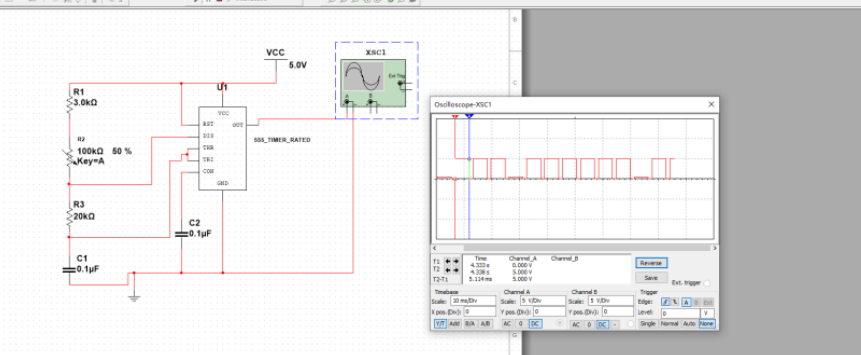 VCC
5.0V
XSC1
Ext Trig
A
B
R1
3.0kΩ
R2
100kΩ 50 %
Key=A
R3
20kΩ
C1
0.1µF
C2
0.1µF
U1
VCC
RST
OUT
DIS
THR
TRI
CON
GND
555_TIMER_RATED
Oscilloscope-XSC1
Time Channel_A Channel_B
T1 4.333 s 0.000 V
T2 4.338 s 5.000 V
T2-T1 5.114 ms 5.000 V
Reverse
Save
Ext. trigger
Timebase
Scale: 10 ms/Div
X pos.(Div): 0
Y/T Add B/A A/B
Channel A
Scale: 5 V/Div
Y pos.(Div): 0
AC 0 DC
Channel B
Scale: 5 V/Div
Y pos.(Div): 0
AC 0 DC -
Trigger
Edge: A B Ext
Level: 0 V
Single Normal Auto None